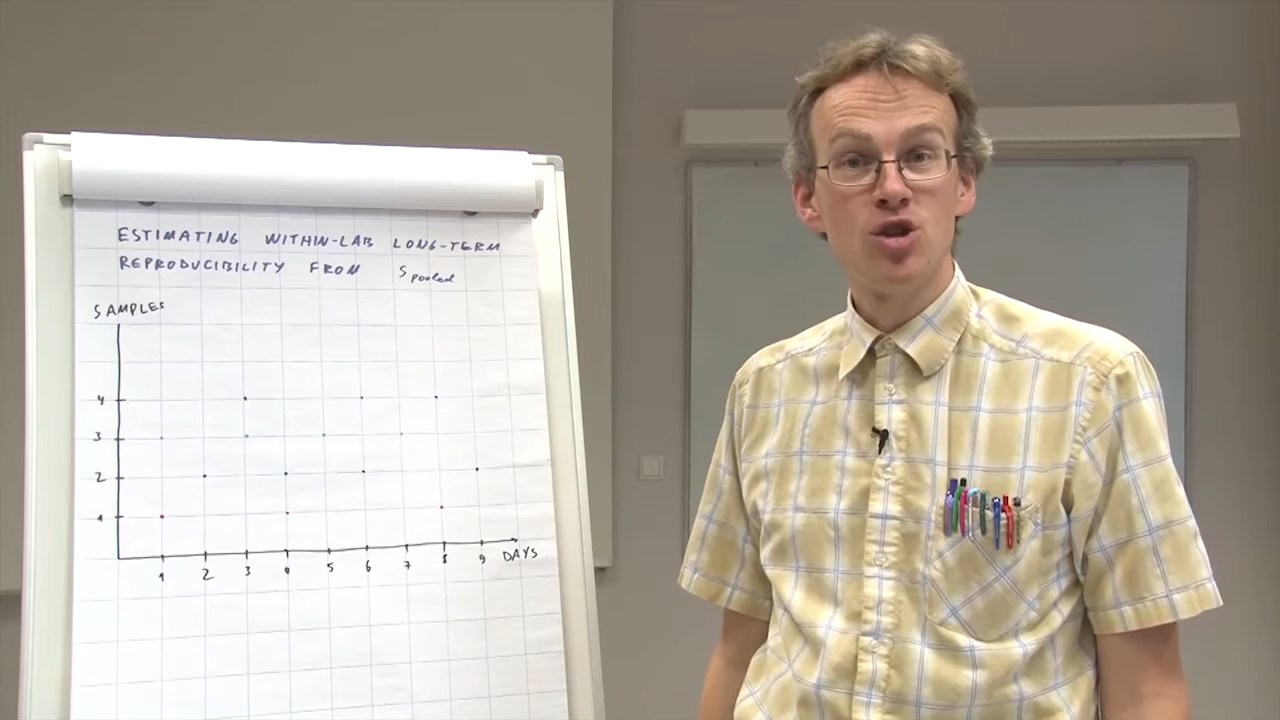 ESTIMATING WITHIN-LAB LONG-TERM
REPRODUCIBILITY FROM s pooled
SAMPLES
4
3
2
1
1 2 3 4 5 6 7 8 9 DAYS